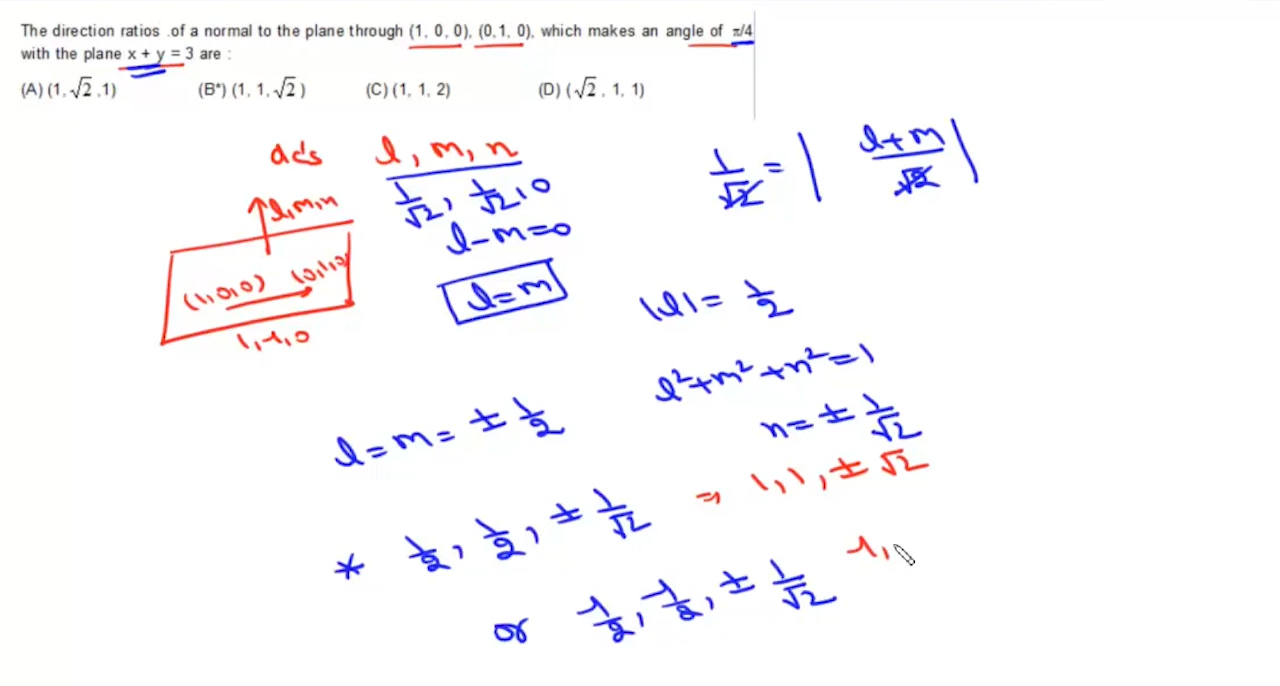 The direction ratios .of a normal to the plane through (1, 0, 0), (0,1, 0), which makes an angle of π/4
with the plane x + y = 3 are :
(A) (1, √2 ,1) (B*) (1, 1, √2 ) (C) (1, 1, 2) (D) (√2 , 1, 1)
dc's l, m, n
1/√2, 1/√2, 0
1/√2 = | l+m/√2 |
l, m, n
l-m=0
(1,0,0) (0,1,0)
1,-1,0
l=m
|l| = 1/2
l²+m²+n²=1
l=m= ± 1/2
n= ± 1/√2
* 1/2, 1/2, ± 1/√2 ⇒ 1, 1, ± √2
or -1/2, -1/2, ± 1/√2 -1,